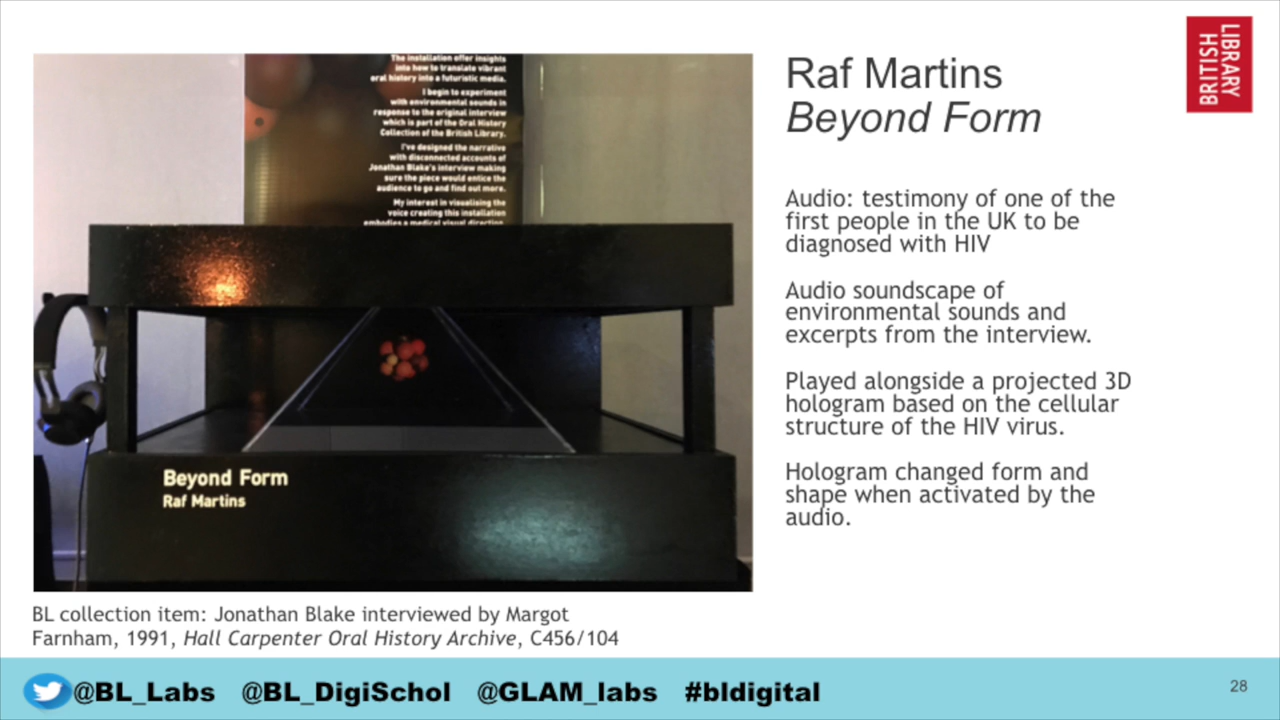 Raf Martins
Beyond Form
LIBRARY
BRITISH
The installation offer insights
into how to translate vibrant
oral history into a futuristic media.
I begin to experiment
with environmental sounds in
response to the original interview
which is part of the Oral History
Collection of the British Library.
I've designed the narrative
with disconnected accounts of
Jonathan Blake's interview making
sure the piece would entice the
audience to go and find out more.
My interest in visualising the
voice creating this installation
embodies a medical visual direction
Beyond Form
Raf Martins
Audio: testimony of one of the
first people in the UK to be
diagnosed with HIV
Audio soundscape of
environmental sounds and
excerpts from the interview.
Played alongside a projected 3D
hologram based on the cellular
structure of the HIV virus.
Hologram changed form and
shape when activated by the
audio.
BL collection item: Jonathan Blake interviewed by Margot
Farnham, 1991, Hall Carpenter Oral History Archive, C456/104
@BL_Labs @BL_DigiSchol @GLAM_labs #bldigital
28